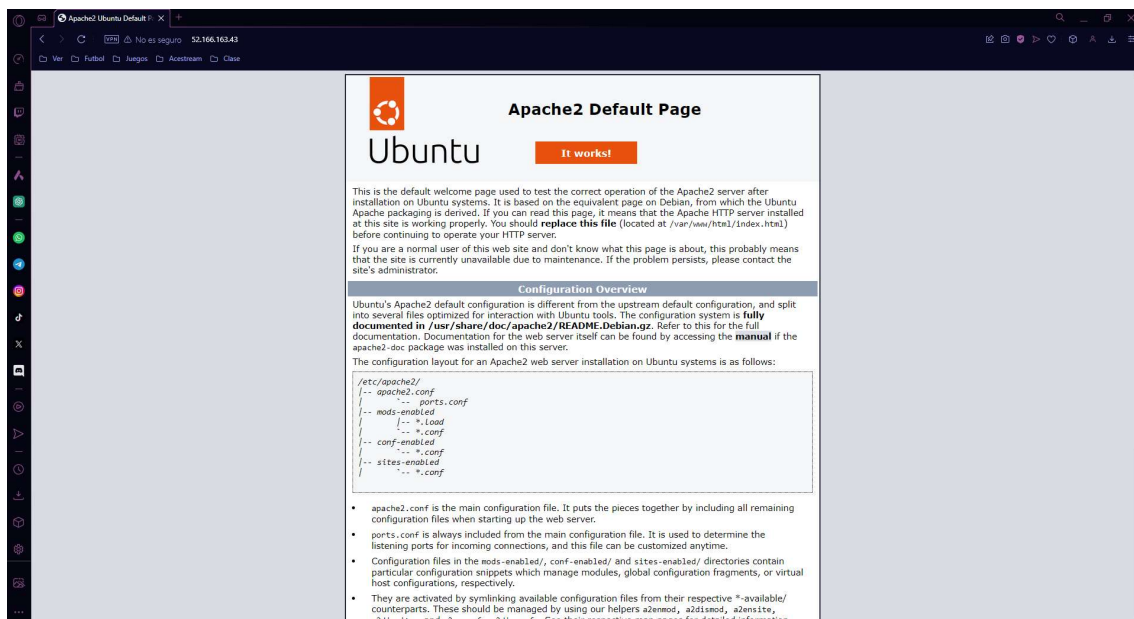 Apache2 Ubuntu Default P
VPN No es seguro 52.166.163.43
Ver Futbol Juegos Acestream Clase
Apache2 Default Page
Ubuntu
It works!
This is the default welcome page used to test the correct operation of the Apache2 server after
installation on Ubuntu systems. It is based on the equivalent page on Debian, from which the Ubuntu
Apache packaging is derived. If you can read this page, it means that the Apache HTTP server installed
at this site is working properly. You should replace this file (located at /var/www/html/index.html)
before continuing to operate your HTTP server.
If you are a normal user of this web site and don't know what this page is about, this probably means
that the site is currently unavailable due to maintenance. If the problem persists, please contact the
site's administrator.
Configuration Overview
Ubuntu's Apache2 default configuration is different from the upstream default configuration, and split
into several files optimized for interaction with Ubuntu tools. The configuration system is fully
documented in /usr/share/doc/apache2/README.Debian.gz. Refer to this for the full
documentation. Documentation for the web server itself can be found by accessing the manual if the
apache2-doc package was installed on this server.
The configuration layout for an Apache2 web server installation on Ubuntu systems is as follows:
/etc/apache2/
|-- apache2.conf
|       `--  ports.conf
|-- mods-enabled
|       |-- *.load
|       `-- *.conf
|-- conf-enabled
|       `-- *.conf
|-- sites-enabled
|       `-- *.conf
• apache2.conf is the main configuration file. It puts the pieces together by including all remaining
configuration files when starting up the web server.
• ports.conf is always included from the main configuration file. It is used to determine the
listening ports for incoming connections, and this file can be customized anytime.
• Configuration files in the mods-enabled/, conf-enabled/ and sites-enabled/ directories contain
particular configuration snippets which manage modules, global configuration fragments, or virtual
host configurations, respectively.
• They are activated by symlinking available configuration files from their respective *-available/
counterparts. These should be managed by using our helpers a2enmod, a2dismod, a2ensite,